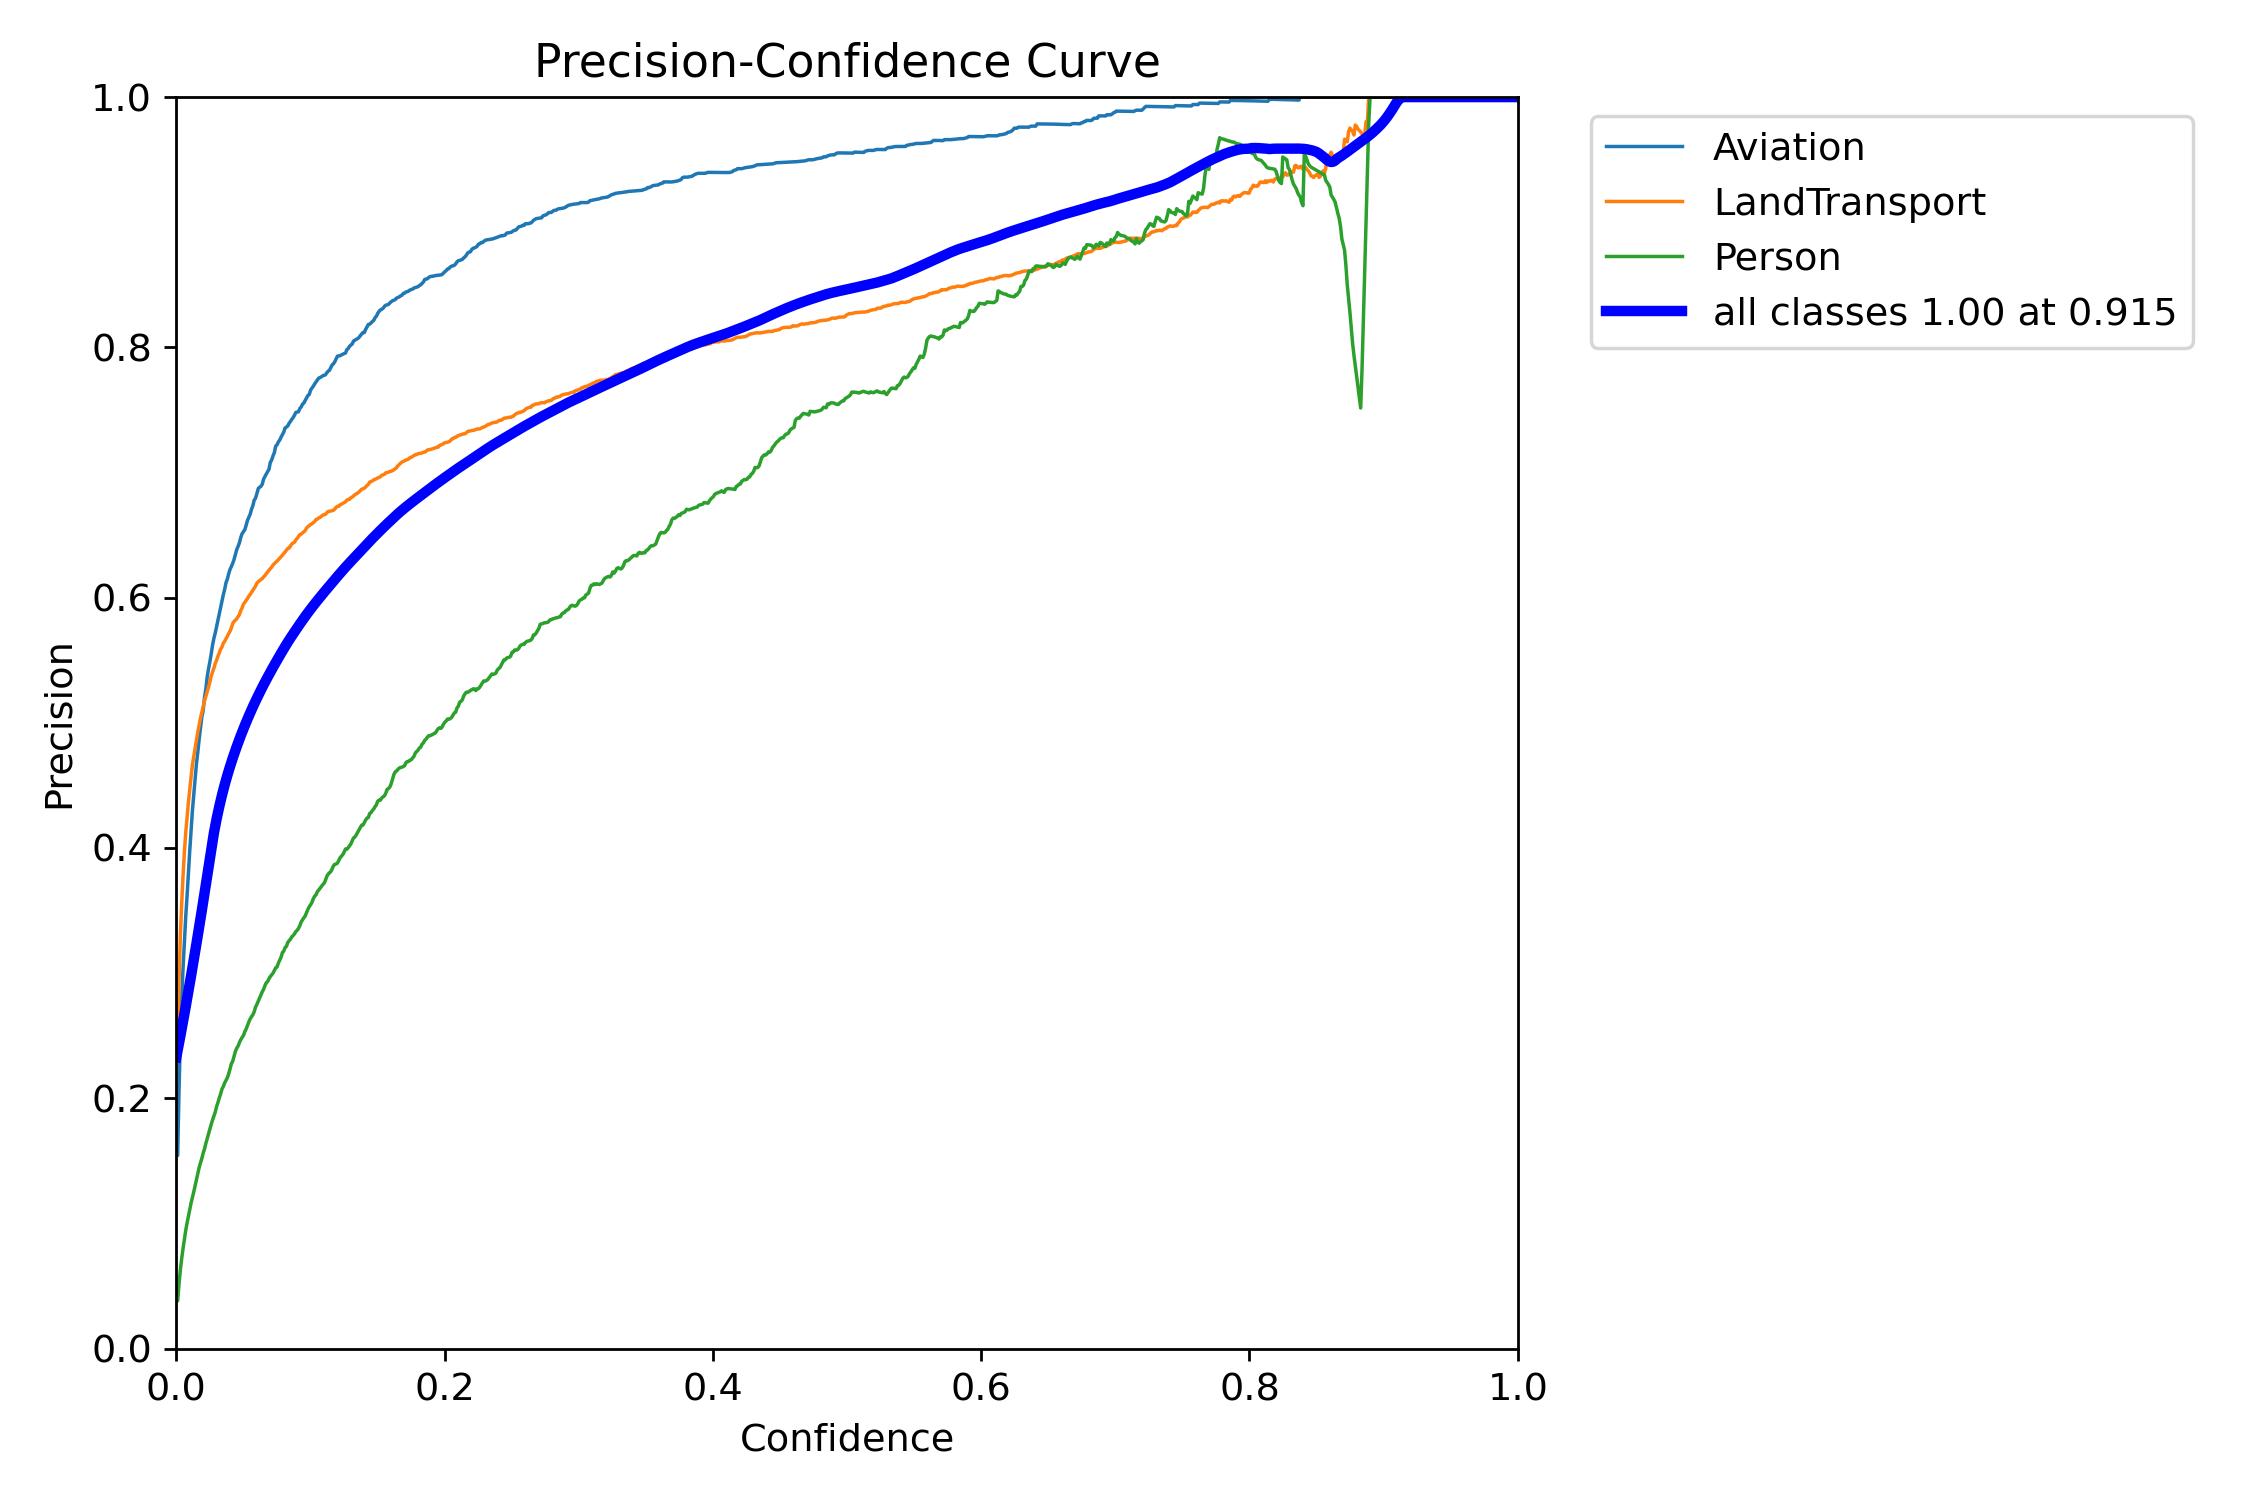 Precision-Confidence Curve
1.0
0.8
0.6
0.4
0.2
0.0
Precision
0.0 0.2 0.4 0.6 0.8 1.0
Confidence
Aviation
LandTransport
Person
all classes 1.00 at 0.915